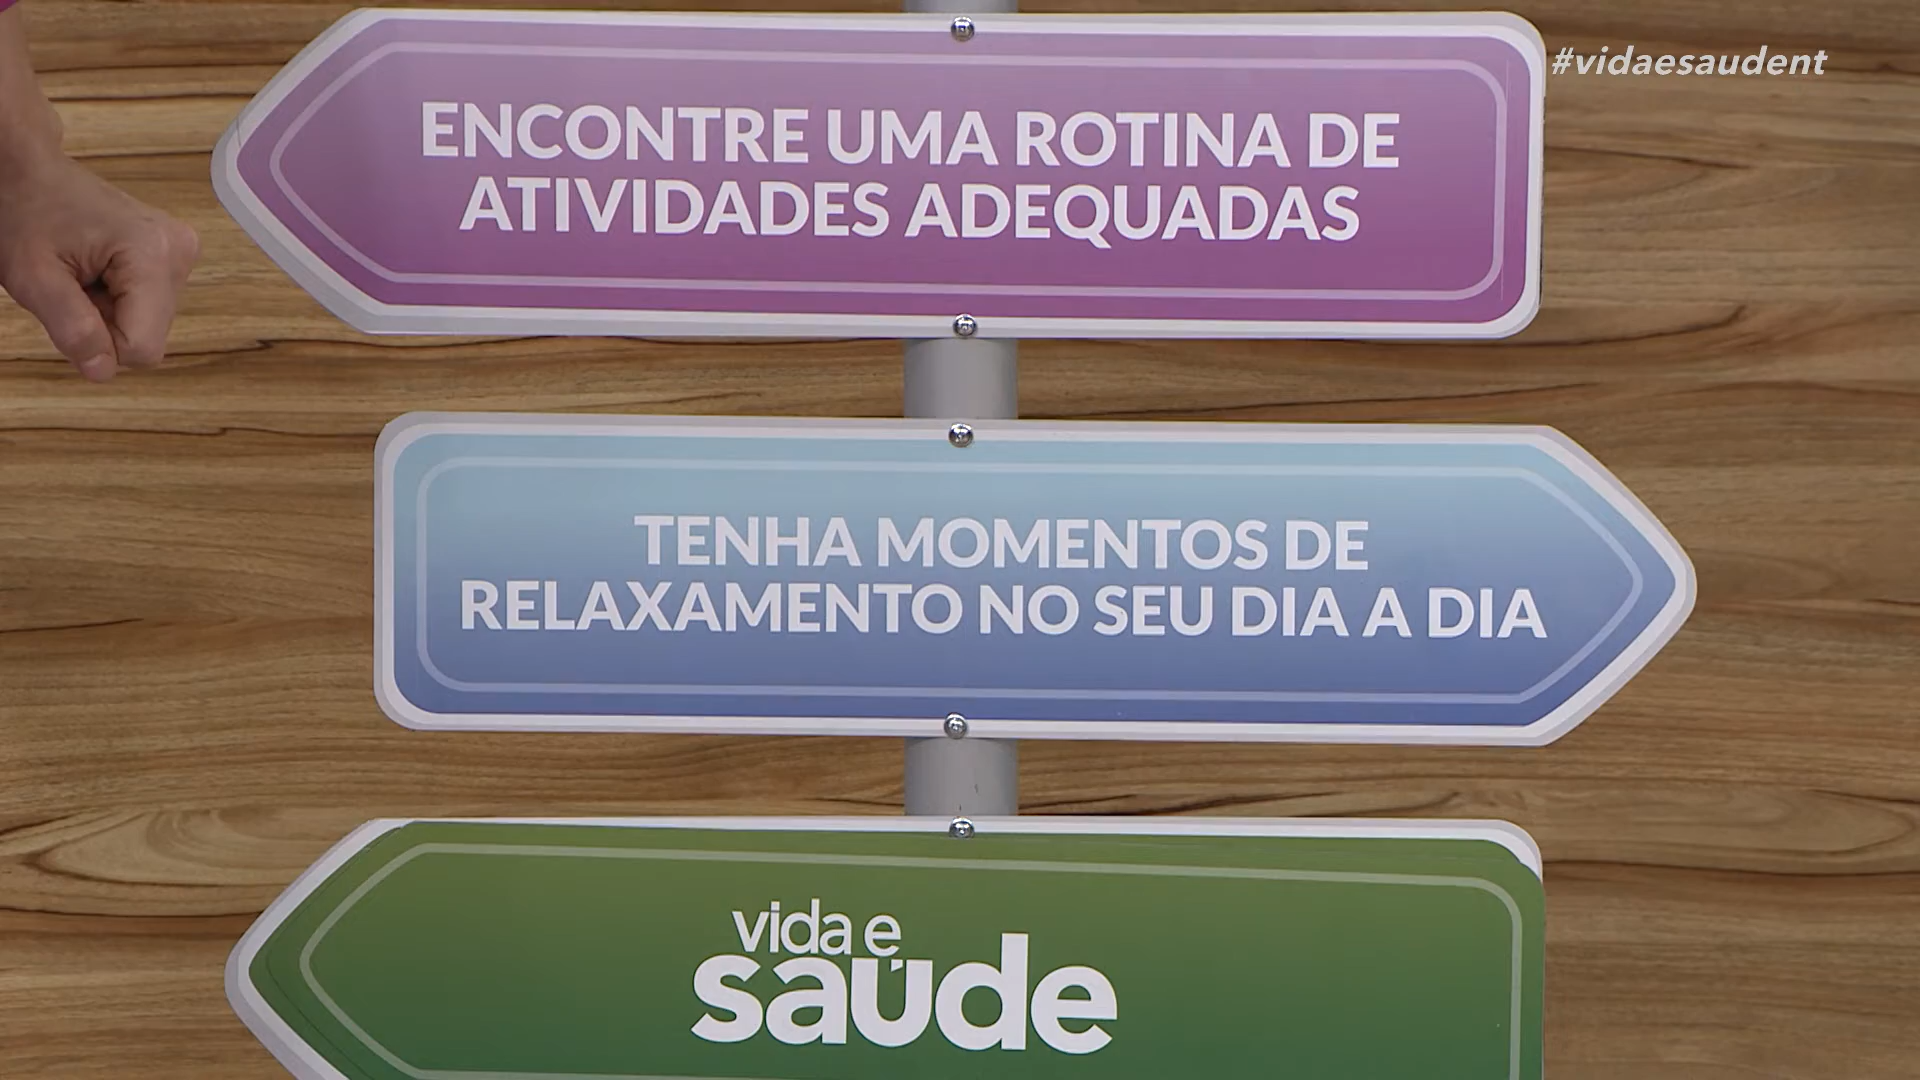 #vidaesaudent
ENCONTRE UMA ROTINA DE
ATIVIDADES ADEQUADAS
TENHA MOMENTOS DE
RELAXAMENTO NO SEU DIA A DIA
vida e
saúde